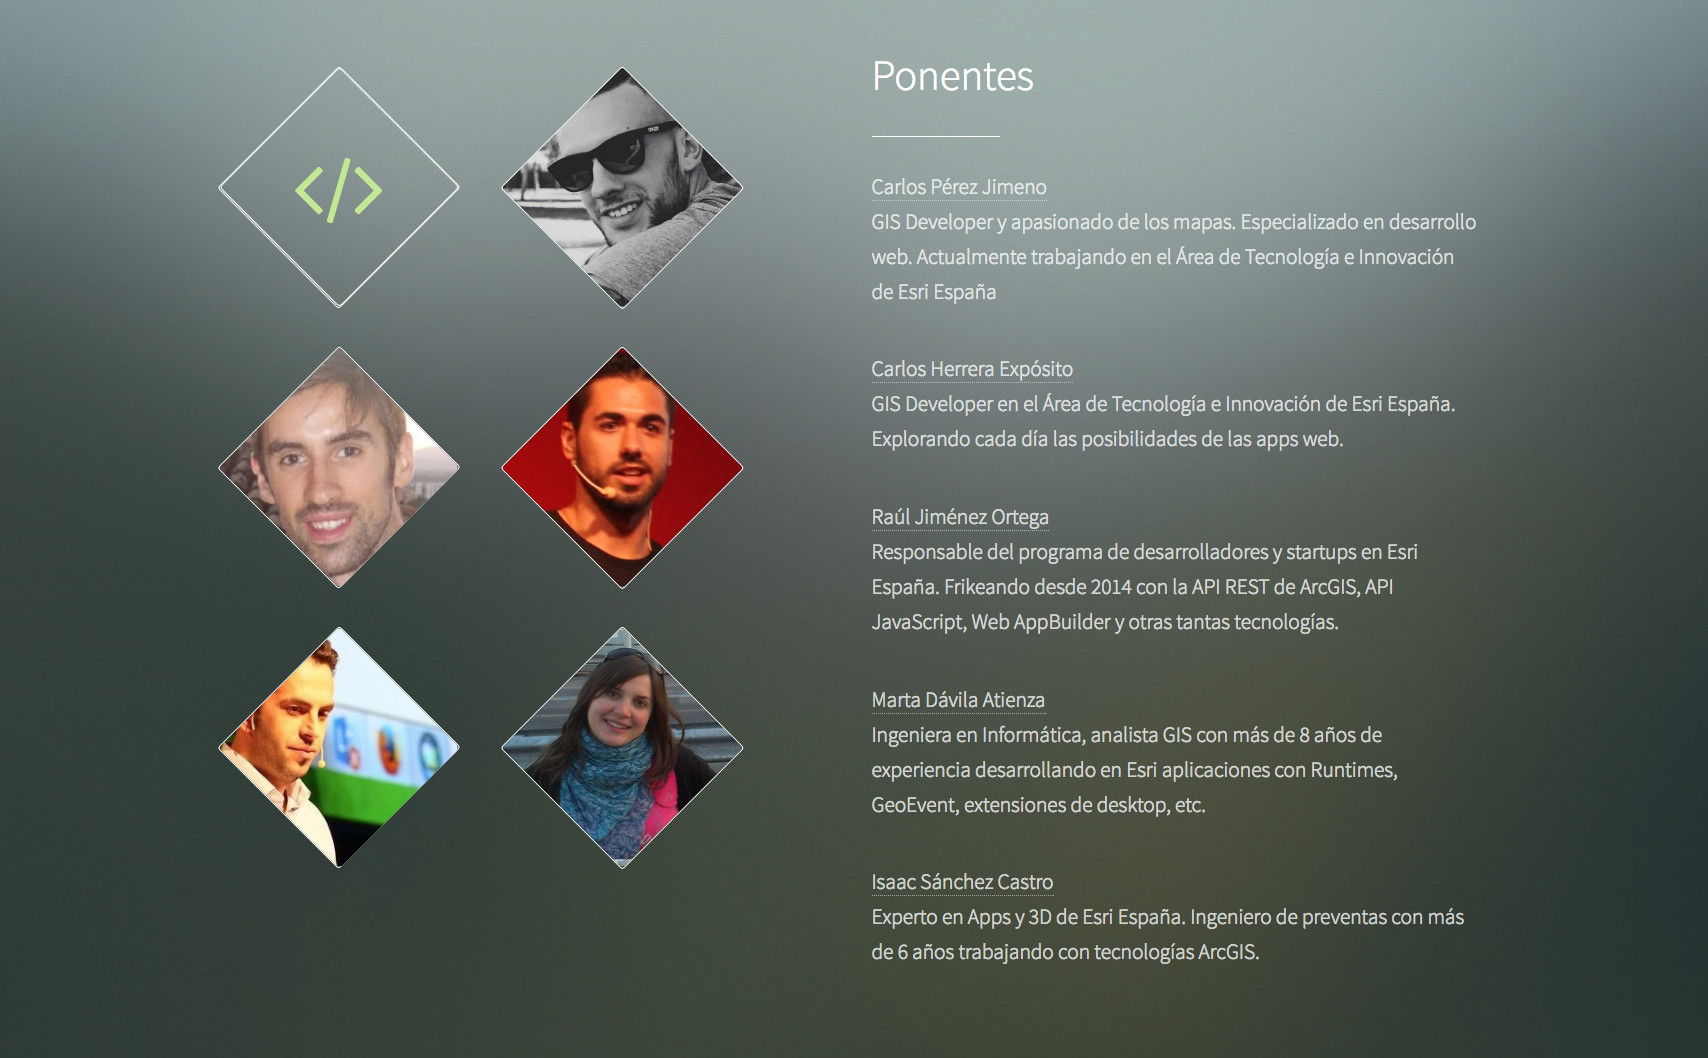 </>
Ponentes
Carlos Pérez Jimeno
GIS Developer y apasionado de los mapas. Especializado en desarrollo
web. Actualmente trabajando en el Área de Tecnología e Innovación
de Esri España
Carlos Herrera Expósito
GIS Developer en el Área de Tecnología e Innovación de Esri España.
Explorando cada día las posibilidades de las apps web.
Raúl Jiménez Ortega
Responsable del programa de desarrolladores y startups en Esri
España. Frikeando desde 2014 con la API REST de ArcGIS, API
JavaScript, Web AppBuilder y otras tantas tecnologías.
Marta Dávila Atienza
Ingeniera en Informática, analista GIS con más de 8 años de
experiencia desarrollando en Esri aplicaciones con Runtimes,
GeoEvent, extensiones de desktop, etc.
Isaac Sánchez Castro
Experto en Apps y 3D de Esri España. Ingeniero de preventas con más
de 6 años trabajando con tecnologías ArcGIS.